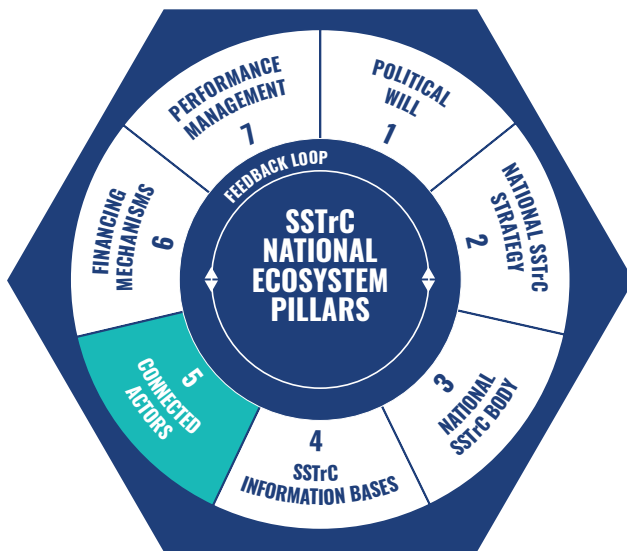 SSTrC
NATIONAL
ECOSYSTEM
PILLARS
FEEDBACK LOOP
POLITICAL
WILL
1
NATIONAL SSTrC
STRATEGY
2
3
NATIONAL
SSTrC BODY
4
SSTrC
INFORMATION BASES
5
CONNECTED
ACTORS
FINANCING
MECHANISMS
6
PERFORMANCE
MANAGEMENT
7